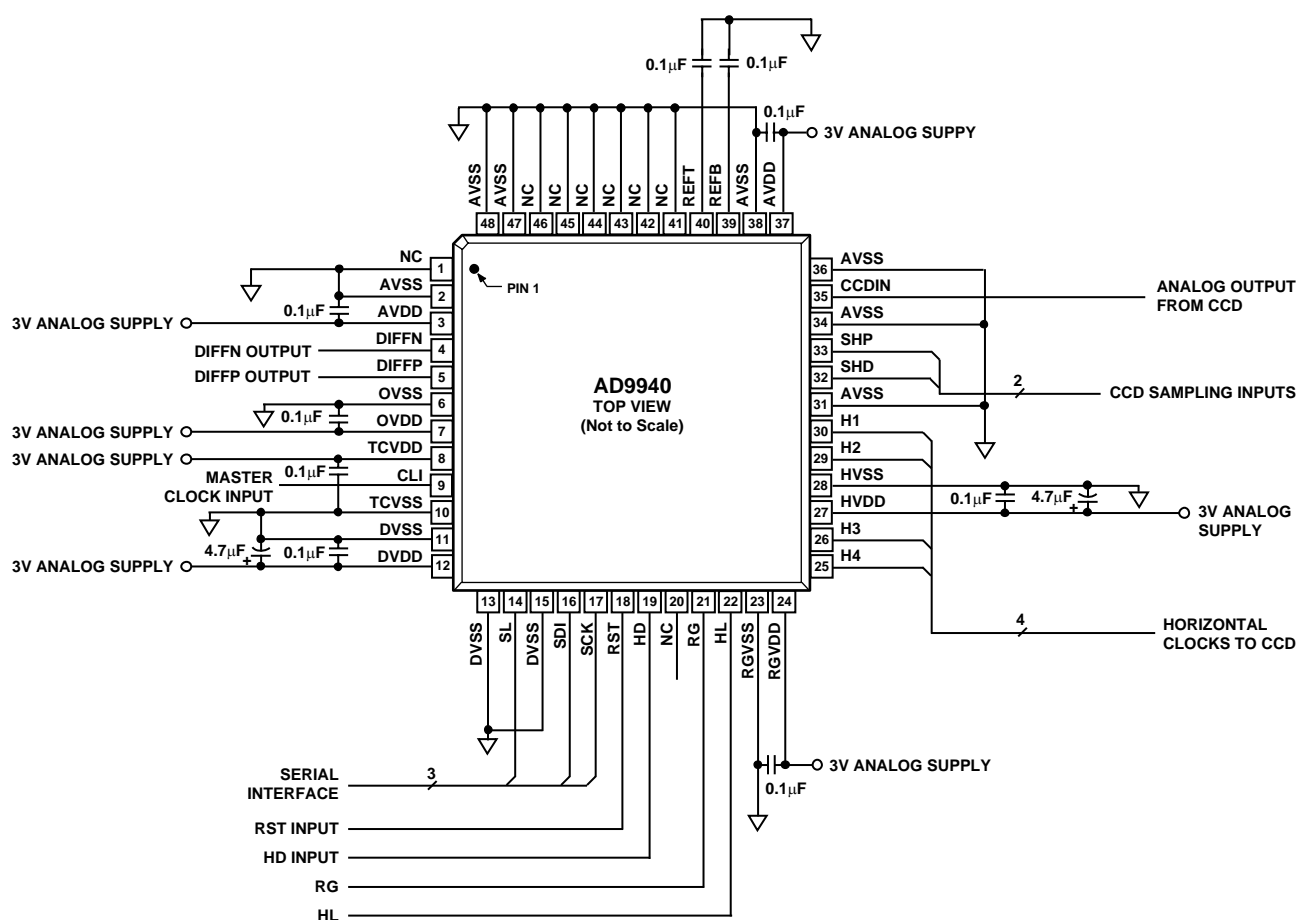 0.1μF
0.1μF
0.1μF
3V ANALOG SUPPY
AVSS
AVSS
NC
NC
NC
NC
NC
NC
REFT
REFB
AVSS
AVDD
48
47
46
45
44
43
42
41
40
39
38
37
NC
1
AVSS
2
0.1μF
3V ANALOG SUPPLY
AVDD
3
DIFFN OUTPUT
DIFFN
4
DIFFP OUTPUT
DIFFP
5
OVSS
6
0.1μF
3V ANALOG SUPPLY
OVDD
7
3V ANALOG SUPPLY
TCVDD
8
0.1μF
MASTER
CLOCK INPUT
CLI
9
TCVSS
10
DVSS
11
4.7μF
+
0.1μF
3V ANALOG SUPPLY
DVDD
12
PIN 1
AD9940
TOP VIEW
(Not to Scale)
36
AVSS
35
CCDIN
ANALOG OUTPUT
FROM CCD
34
AVSS
33
SHP
32
SHD
2
CCD SAMPLING INPUTS
31
AVSS
30
H1
29
H2
28
HVSS
0.1μF
4.7μF
+
27
HVDD
3V ANALOG
SUPPLY
26
H3
25
H4
4
HORIZONTAL
CLOCKS TO CCD
13
14
15
16
17
18
19
20
21
22
23
24
DVSS
SL
DVSS
SDI
SCK
RST
HD
NC
RG
HL
RGVSS
RGVDD
3V ANALOG SUPPLY
0.1μF
SERIAL
INTERFACE
3
RST INPUT
HD INPUT
RG
HL